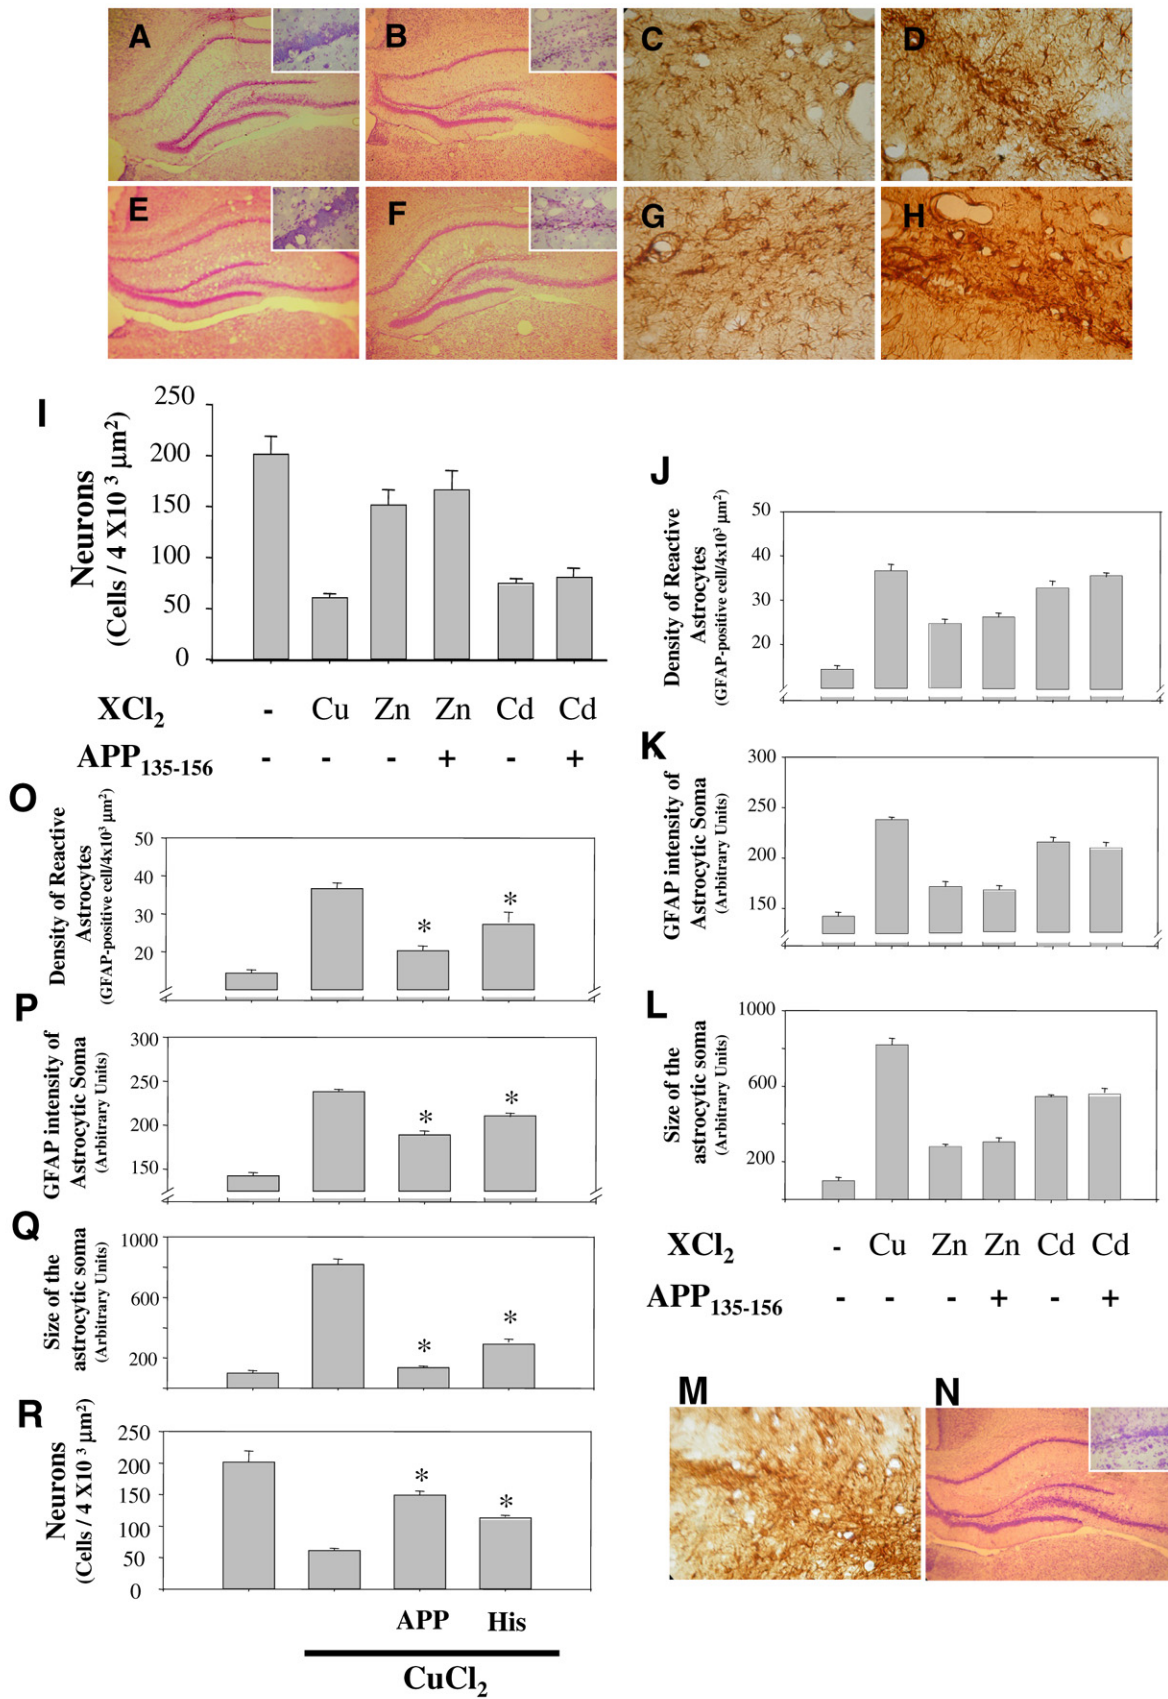 A B C D
E F G H
I
Neurons
(Cells / 4 X10 ³ µm²)
250
200
150
100
50
0
XCl₂ - Cu Zn Zn Cd Cd
APP₁₃₅₋₁₅₆ - - - + - +
J
Density of Reactive
Astrocytes
(GFAP-positive cell/4x10³ µm²)
50
40
30
20
K
GFAP intensity of
Astrocytic Soma
(Arbitrary Units)
300
250
200
150
L
Size of the
astrocytic soma
(Arbitrary Units)
1000
600
200
XCl₂ - Cu Zn Zn Cd Cd
APP₁₃₅₋₁₅₆ - - - + - +
M N
O
Density of Reactive
Astrocytes
(GFAP-positive cell/4x10³ µm²)
50
40
30
20
* *
P
GFAP intensity of
Astrocytic Soma
(Arbitrary Units)
300
250
200
150
* *
Q
Size of the
astrocytic soma
(Arbitrary Units)
1000
600
200
* *
R
Neurons
(Cells / 4 X10 ³ µm²)
250
200
150
100
50
0
* *
APP His
CuCl₂